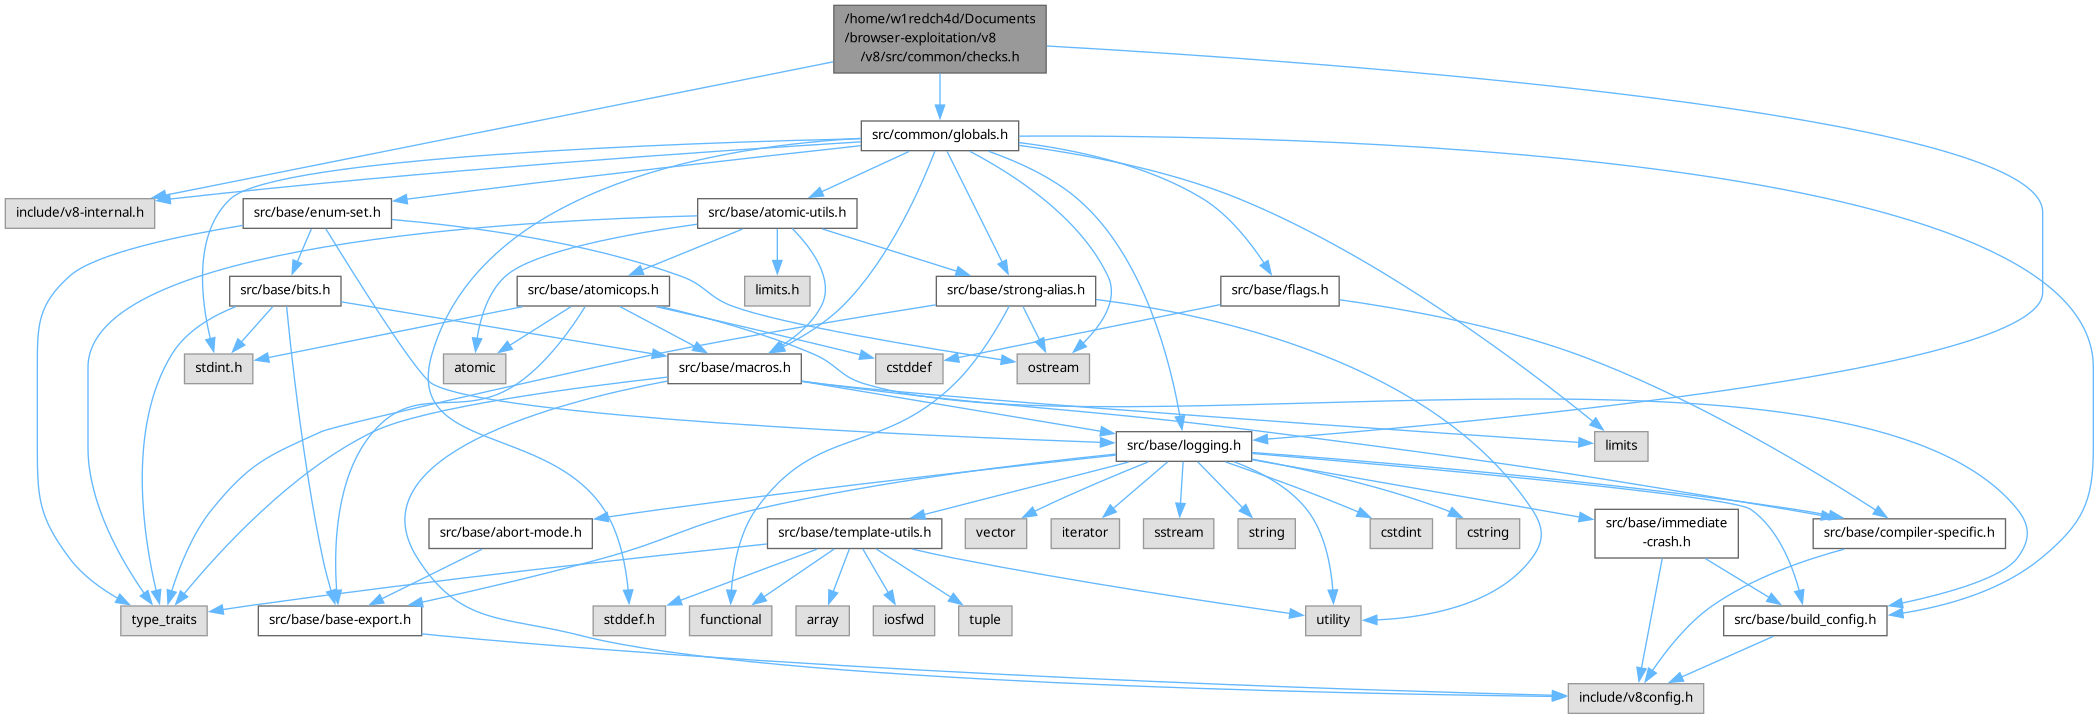 /home/w1redch4d/Documents
/browser-exploitation/v8
/v8/src/common/checks.h
src/common/globals.h
include/v8-internal.h
src/base/enum-set.h
src/base/atomic-utils.h
src/base/bits.h
src/base/atomicops.h
limits.h
src/base/strong-alias.h
src/base/flags.h
stdint.h
atomic
src/base/macros.h
cstddef
ostream
src/base/logging.h
limits
src/base/abort-mode.h
src/base/template-utils.h
vector
iterator
sstream
string
cstdint
cstring
src/base/immediate
-crash.h
src/base/compiler-specific.h
type_traits
src/base/base-export.h
stddef.h
functional
array
iosfwd
tuple
utility
src/base/build_config.h
include/v8config.h